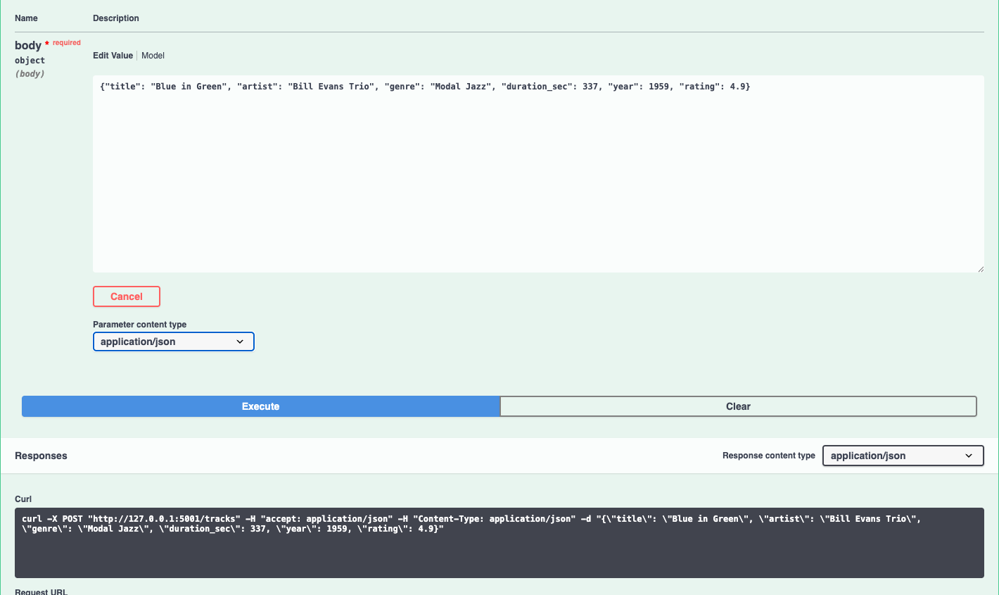 Name Description
body * required
object
(body)
Edit Value Model
{"title": "Blue in Green", "artist": "Bill Evans Trio", "genre": "Modal Jazz", "duration_sec": 337, "year": 1959, "rating": 4.9}
Cancel
Parameter content type
application/json
Execute Clear
Responses Response content type application/json
Curl
curl -X POST "http://127.0.0.1:5001/tracks" -H "accept: application/json" -H "Content-Type: application/json" -d "{\"title\": \"Blue in Green\", \"artist\": \"Bill Evans Trio\",
\"genre\": \"Modal Jazz\", \"duration_sec\": 337, \"year\": 1959, \"rating\": 4.9}"
Request URL